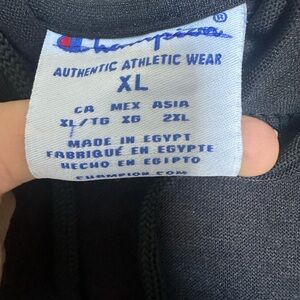 Champion®
AUTHENTIC ATHLETIC WEAR
XL
CA MEX ASIA
XL/TG XG 2XL
MADE IN EGYPT
FABRIQUÉ EN EGYPTE
HECHO EN EGIPTO
CHAMPION.COM